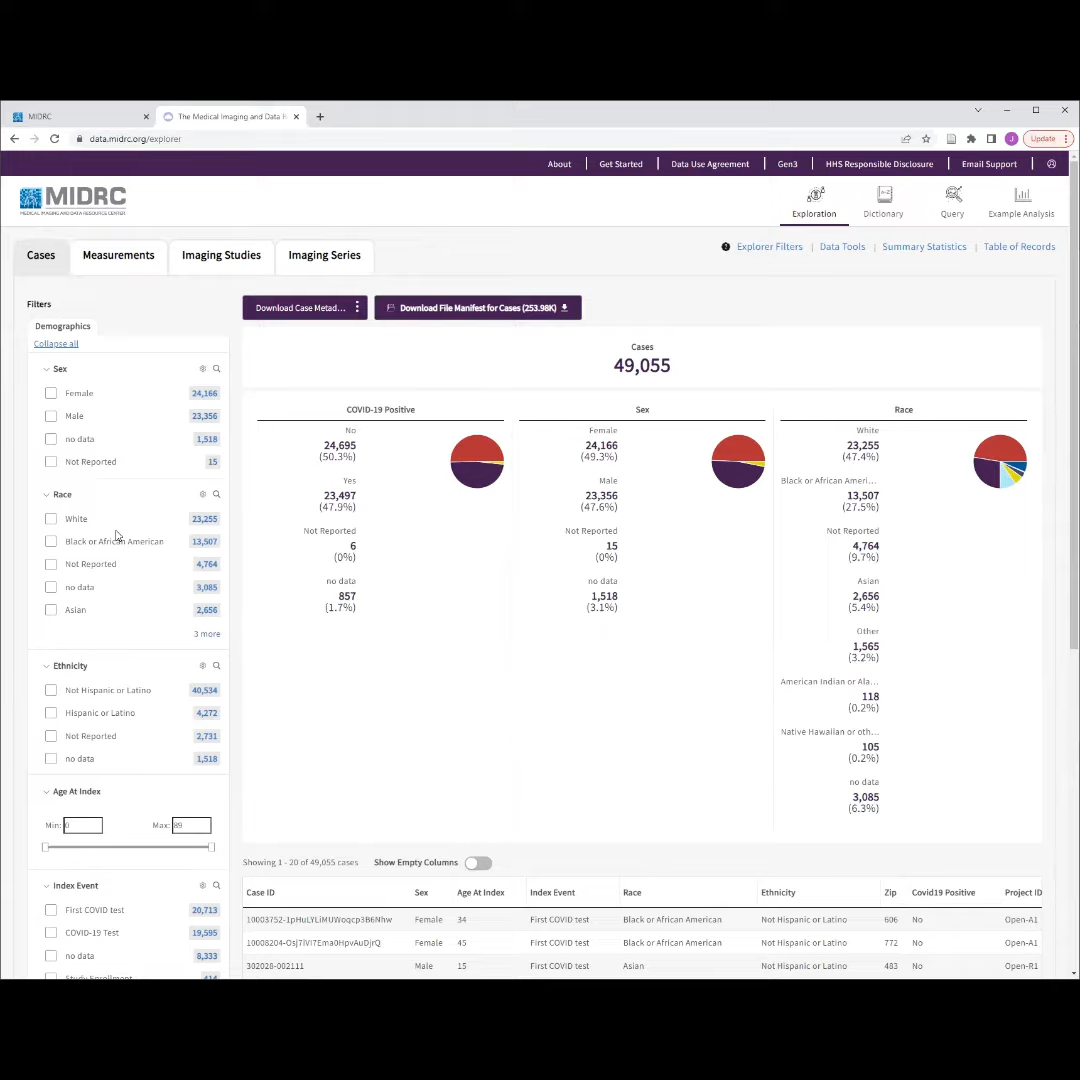 MIDRC
The Medical Imaging and Data R
data.midrc.org/explorer
Update
About
Get Started
Data Use Agreement
Gen3
HHS Responsible Disclosure
Email Support
MIDRC
MEDICAL IMAGING AND DATA RESOURCE CENTER
Exploration
Dictionary
Query
Example Analysis
Cases
Measurements
Imaging Studies
Imaging Series
Explorer Filters | Data Tools | Summary Statistics | Table of Records
Filters
Demographics
Collapse all
Sex
Female 24,166
Male 23,356
no data 1,518
Not Reported 15
Race
White 23,255
Black or African American 13,507
Not Reported 4,764
no data 3,085
Asian 2,656
3 more
Ethnicity
Not Hispanic or Latino 40,534
Hispanic or Latino 4,272
Not Reported 2,731
no data 1,518
Age At Index
Min: 0 Max: 89
Index Event
First COVID test 20,713
COVID-19 Test 19,595
no data 8,333
Study Enrollment 414
Download Case Metad...
Download File Manifest for Cases (253.98K)
Cases
49,055
COVID-19 Positive
No
24,695
(50.3%)
Yes
23,497
(47.9%)
Not Reported
6
(0%)
no data
857
(1.7%)
Sex
Female
24,166
(49.3%)
Male
23,356
(47.6%)
Not Reported
15
(0%)
no data
1,518
(3.1%)
Race
White
23,255
(47.4%)
Black or African Ameri...
13,507
(27.5%)
Not Reported
4,764
(9.7%)
Asian
2,656
(5.4%)
Other
1,565
(3.2%)
American Indian or Ala...
118
(0.2%)
Native Hawaiian or oth...
105
(0.2%)
no data
3,085
(6.3%)
Showing 1 - 20 of 49,055 cases Show Empty Columns
Case ID Sex Age At Index Index Event Race Ethnicity Zip Covid19 Positive Project ID
10003752-1pHuLYLiMUWoqcp3B6Nhw Female 34 First COVID test Black or African American Not Hispanic or Latino 606 No Open-A1
10008204-Osj7iVI7Ema0HpvAuDJrQ Female 45 First COVID test Black or African American Not Hispanic or Latino 772 No Open-A1
302028-002111 Male 15 First COVID test Asian Not Hispanic or Latino 483 No Open-R1